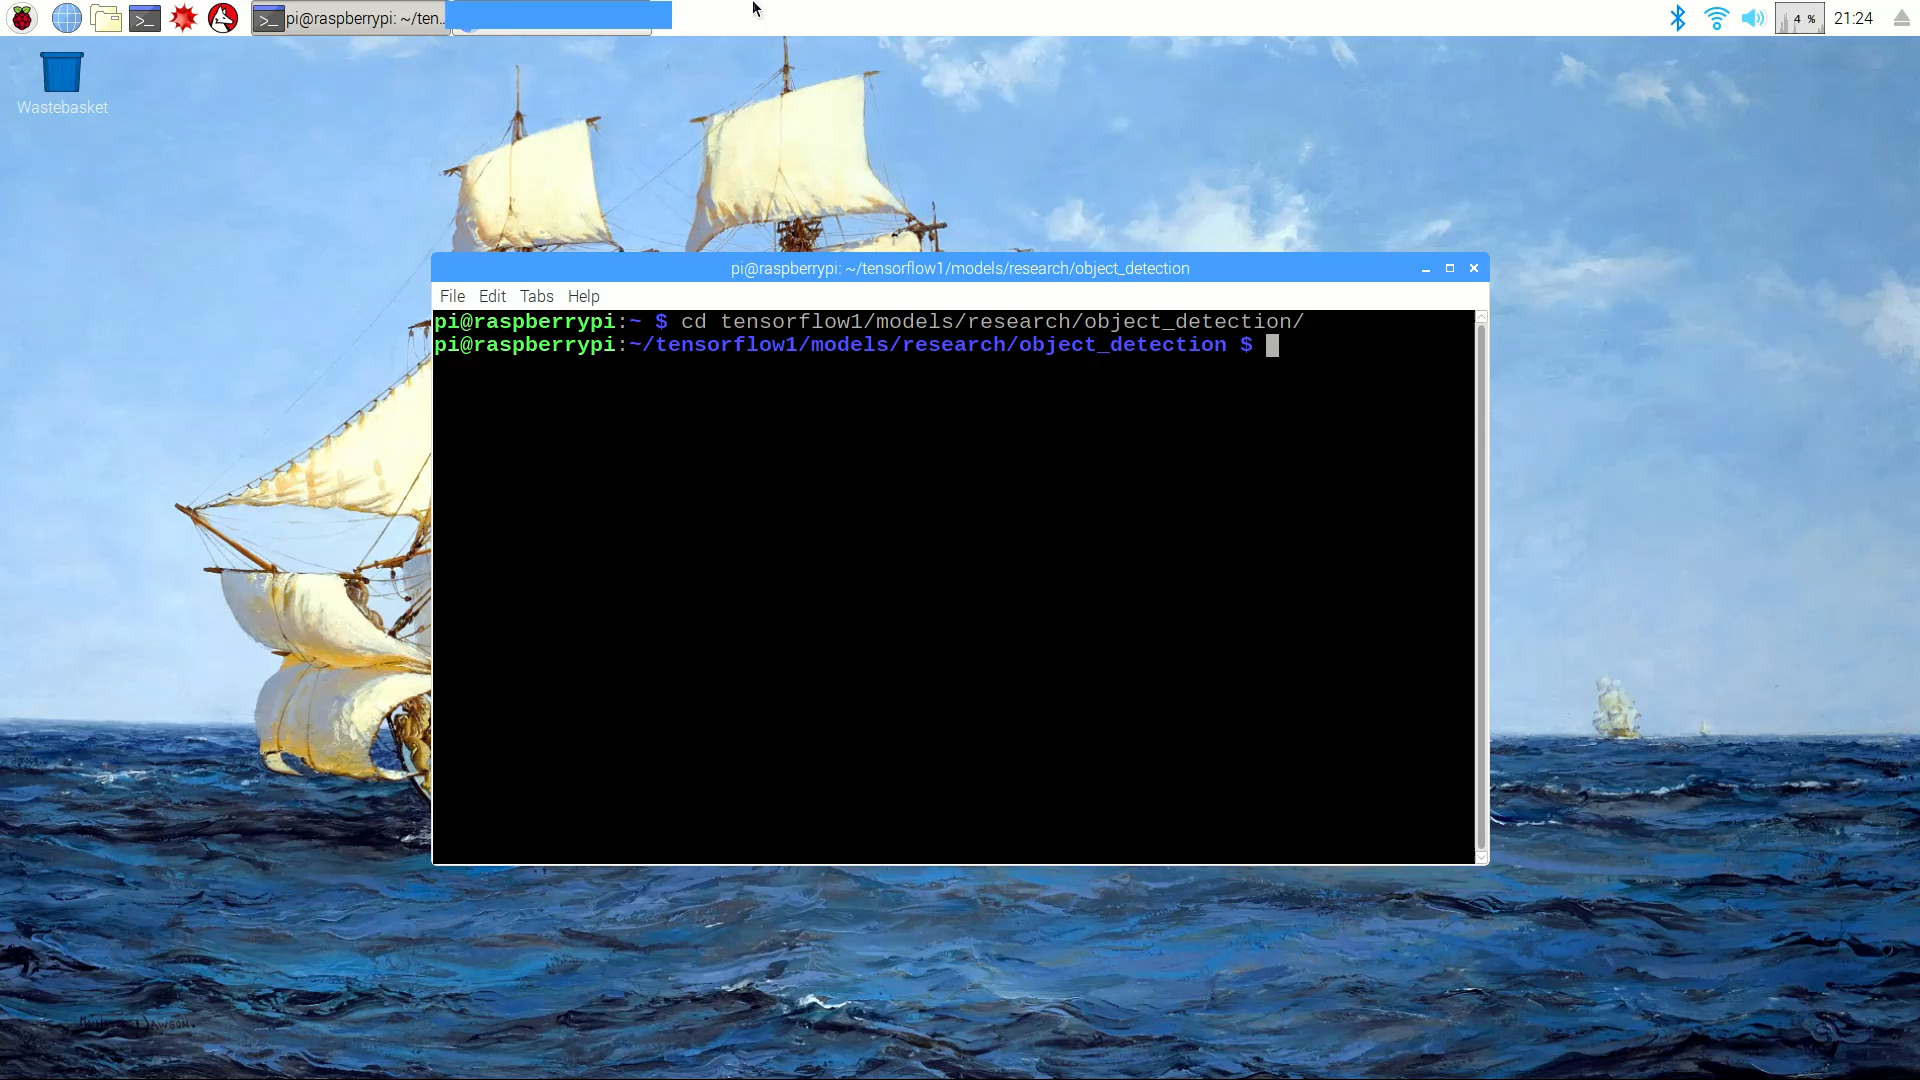 pi@raspberrypi: ~/ten...
4 %
21:24
Wastebasket
pi@raspberrypi: ~/tensorflow1/models/research/object_detection
File Edit Tabs Help
pi@raspberrypi:~ $ cd tensorflow1/models/research/object_detection/
pi@raspberrypi:~/tensorflow1/models/research/object_detection $